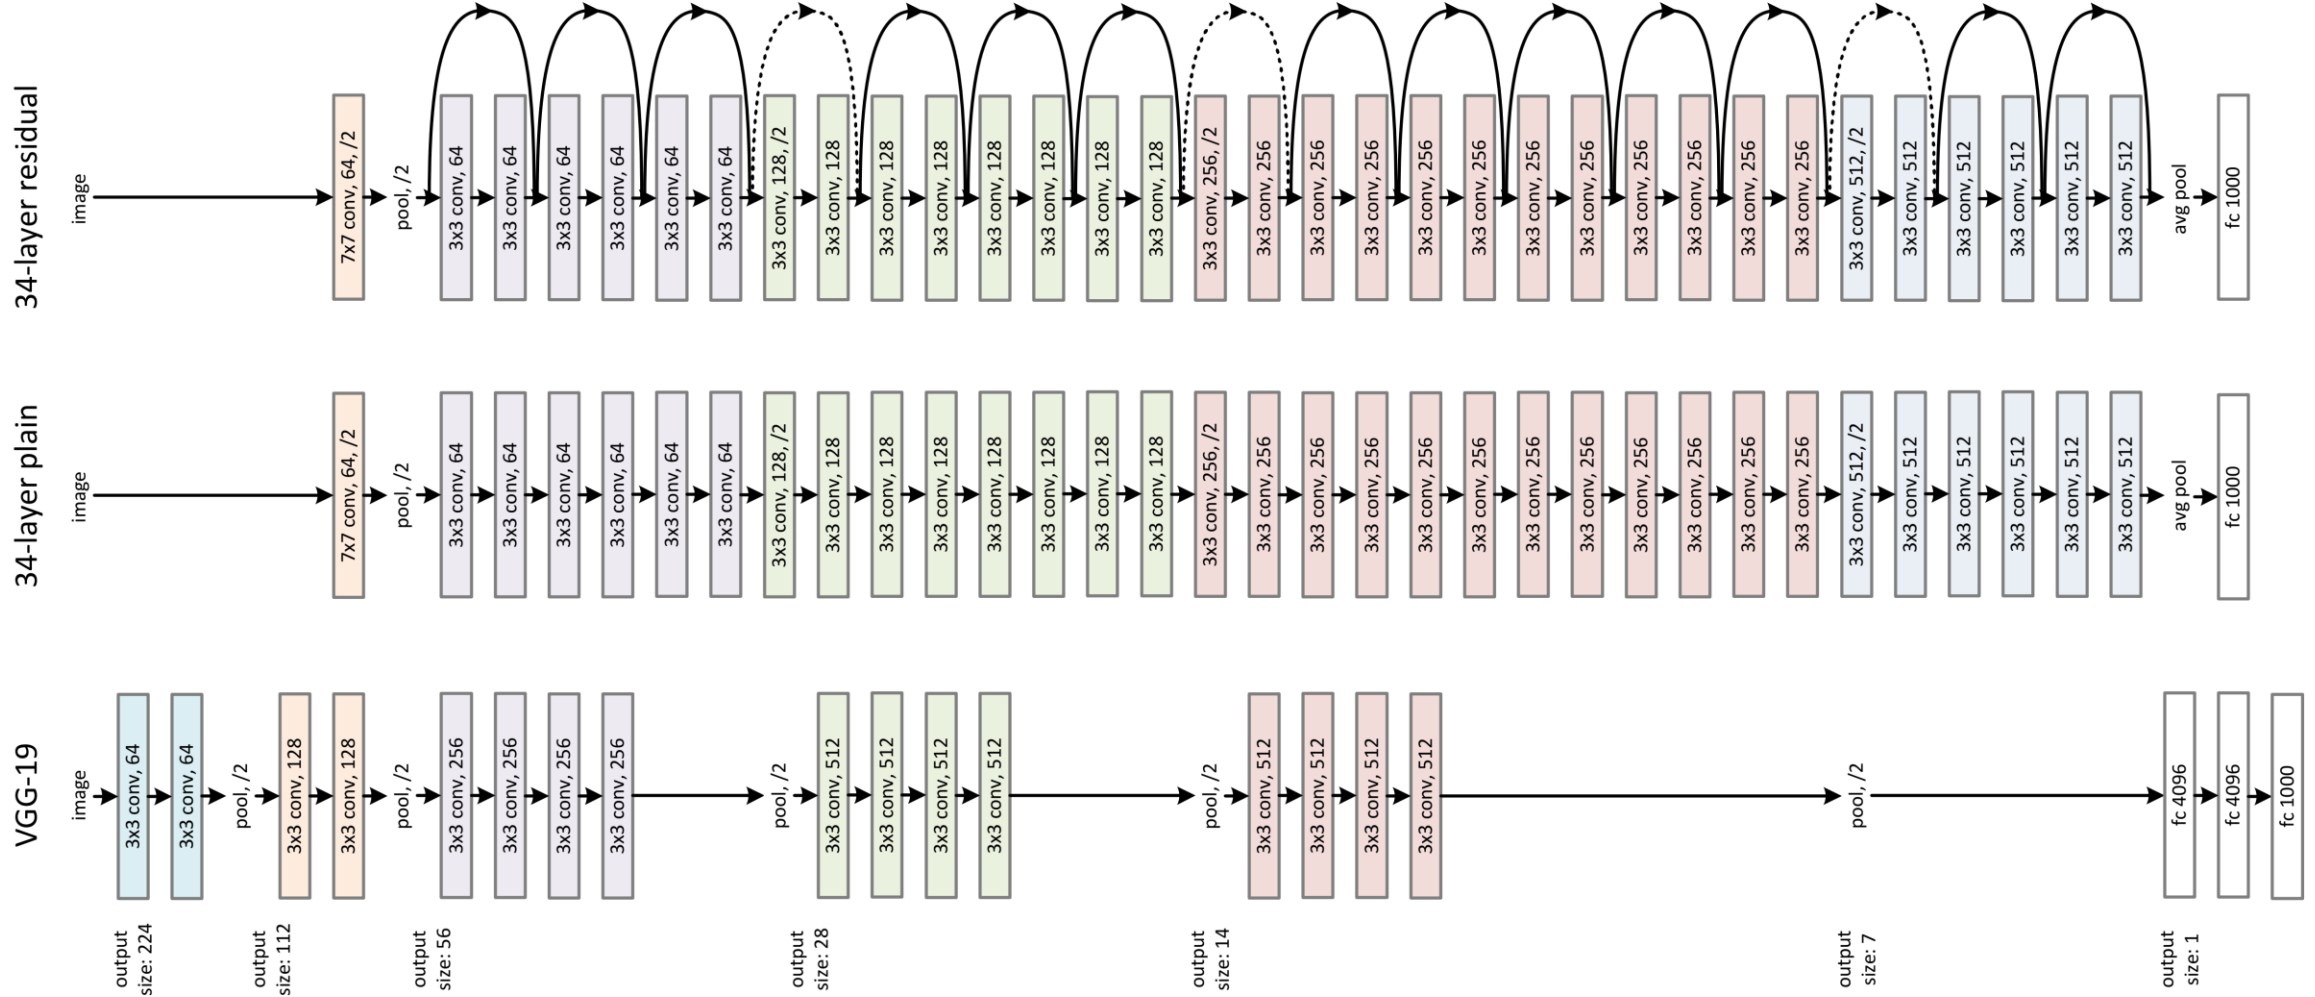 34-layer residual
image
7x7 conv, 64, /2
pool, /2
3x3 conv, 64
3x3 conv, 64
3x3 conv, 64
3x3 conv, 64
3x3 conv, 64
3x3 conv, 64
3x3 conv, 128, /2
3x3 conv, 128
3x3 conv, 128
3x3 conv, 128
3x3 conv, 128
3x3 conv, 128
3x3 conv, 128
3x3 conv, 128
3x3 conv, 256, /2
3x3 conv, 256
3x3 conv, 256
3x3 conv, 256
3x3 conv, 256
3x3 conv, 256
3x3 conv, 256
3x3 conv, 256
3x3 conv, 256
3x3 conv, 256
3x3 conv, 256
3x3 conv, 256
3x3 conv, 512, /2
3x3 conv, 512
3x3 conv, 512
3x3 conv, 512
3x3 conv, 512
3x3 conv, 512
avg pool
fc 1000
34-layer plain
image
7x7 conv, 64, /2
pool, /2
3x3 conv, 64
3x3 conv, 64
3x3 conv, 64
3x3 conv, 64
3x3 conv, 64
3x3 conv, 64
3x3 conv, 128, /2
3x3 conv, 128
3x3 conv, 128
3x3 conv, 128
3x3 conv, 128
3x3 conv, 128
3x3 conv, 128
3x3 conv, 128
3x3 conv, 256, /2
3x3 conv, 256
3x3 conv, 256
3x3 conv, 256
3x3 conv, 256
3x3 conv, 256
3x3 conv, 256
3x3 conv, 256
3x3 conv, 256
3x3 conv, 256
3x3 conv, 256
3x3 conv, 256
3x3 conv, 512, /2
3x3 conv, 512
3x3 conv, 512
3x3 conv, 512
3x3 conv, 512
3x3 conv, 512
avg pool
fc 1000
VGG-19
image
3x3 conv, 64
3x3 conv, 64
pool, /2
3x3 conv, 128
3x3 conv, 128
pool, /2
3x3 conv, 256
3x3 conv, 256
3x3 conv, 256
3x3 conv, 256
pool, /2
3x3 conv, 512
3x3 conv, 512
3x3 conv, 512
3x3 conv, 512
pool, /2
3x3 conv, 512
3x3 conv, 512
3x3 conv, 512
3x3 conv, 512
pool, /2
fc 4096
fc 4096
fc 1000
output
size: 224
output
size: 112
output
size: 56
output
size: 28
output
size: 14
output
size: 7
output
size: 1